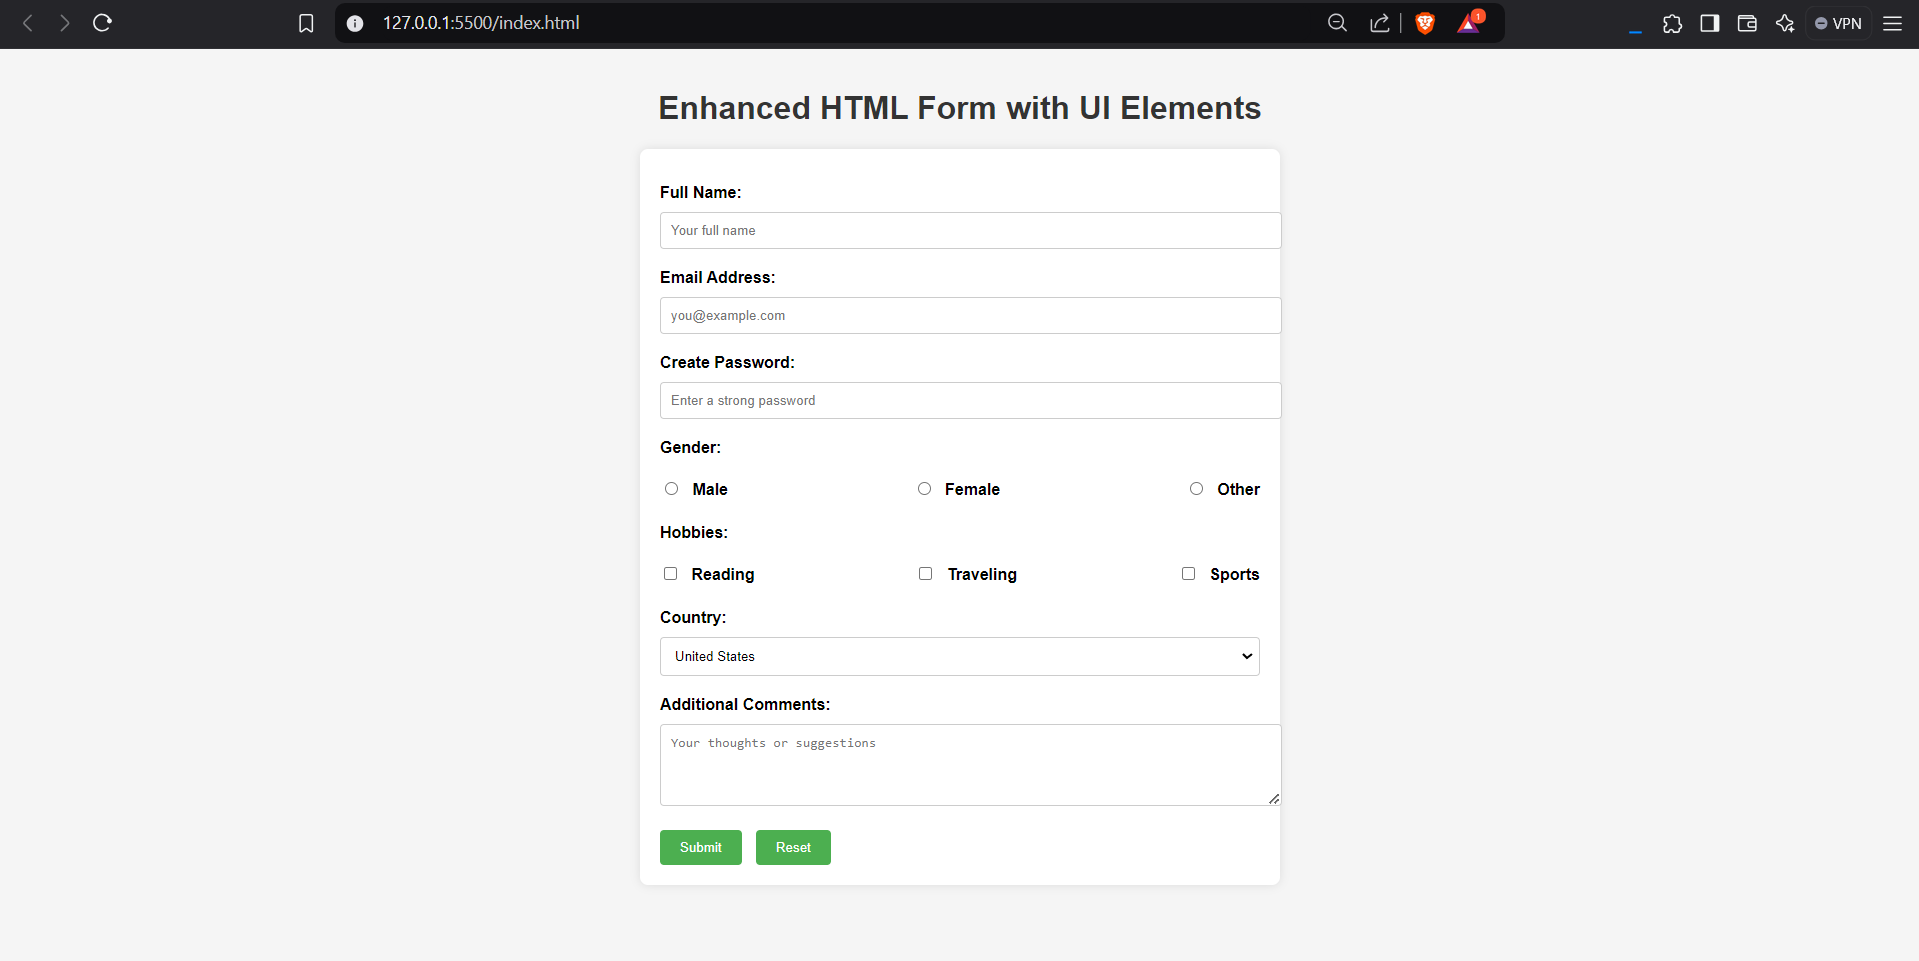 127.0.0.1:5500/index.html
1
VPN
Enhanced HTML Form with UI Elements
Full Name:
Your full name
Email Address:
you@example.com
Create Password:
Enter a strong password
Gender:
Male Female Other
Hobbies:
Reading Traveling Sports
Country:
United States
Additional Comments:
Your thoughts or suggestions
Submit Reset